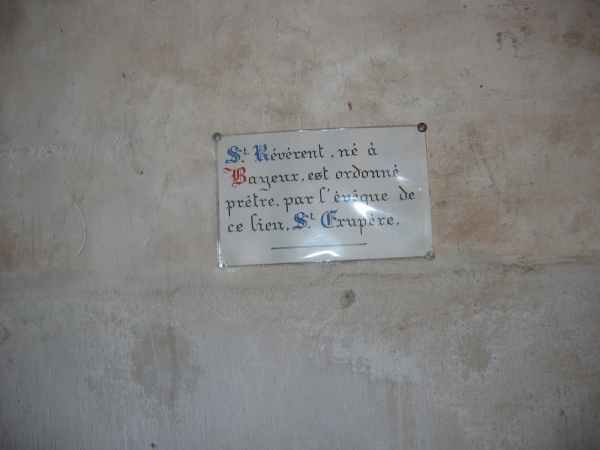 St. Révérent, né à
Bayeux, est ordonné
prêtre, par l'évêque de
ce lieu, St. Exupère.